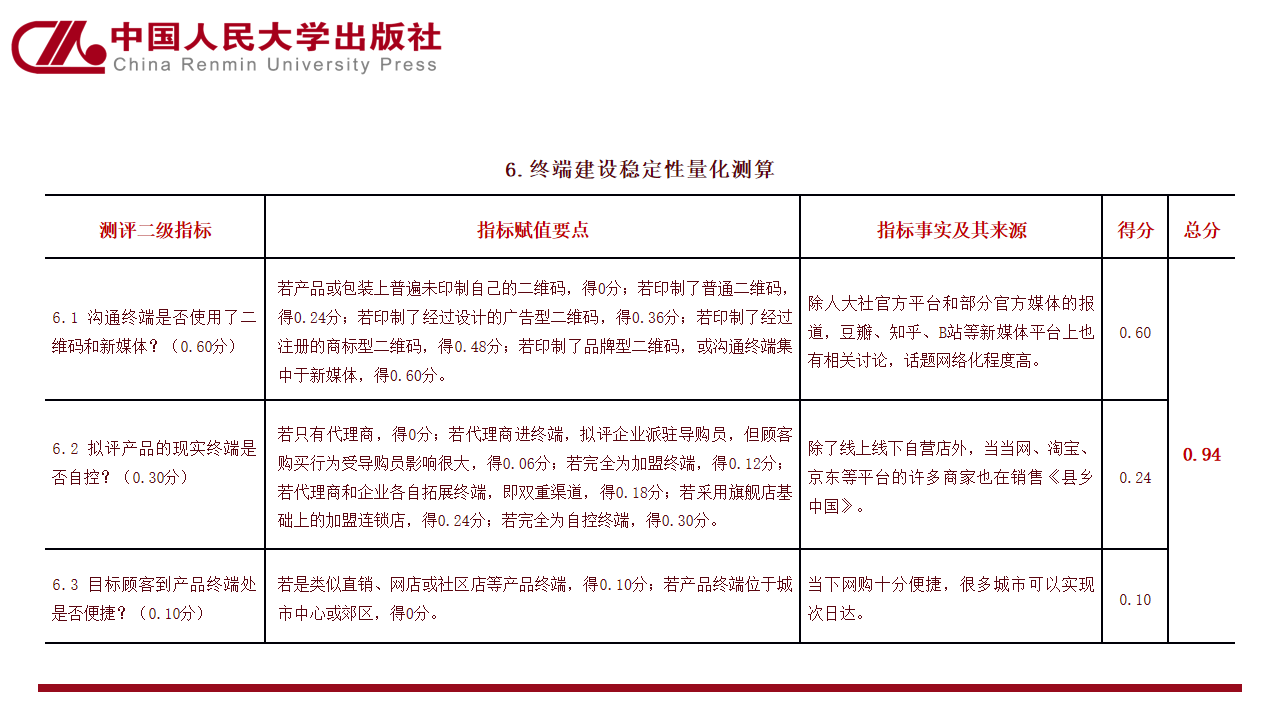 中国人民大学出版社
China Renmin University Press
6.终端建设稳定性量化测算
测评二级指标
指标赋值要点
指标事实及其来源
得分
总分
6.1 沟通终端是否使用了二
维码和新媒体？（0.60分）
若产品或包装上普遍未印制自己的二维码，得0分；若印制了普通二维码，
得0.24分；若印制了经过设计的广告型二维码，得0.36分；若印制了经过
注册的商标型二维码，得0.48分；若印制了品牌型二维码，或沟通终端集
中于新媒体，得0.60分。
除人大社官方平台和部分官方媒体的报
道，豆瓣、知乎、B站等新媒体平台上也
有相关讨论，话题网络化程度高。
0.60
6.2 拟评产品的现实终端是
否自控？（0.30分）
若只有代理商，得0分；若代理商进终端，拟评企业派驻导购员，但顾客
购买行为受导购员影响很大，得0.06分；若完全为加盟终端，得0.12分；
若代理商和企业各自拓展终端，即双重渠道，得0.18分；若采用旗舰店基
础上的加盟连锁店，得0.24分；若完全为自控终端，得0.30分。
除了线上线下自营店外，当当网、淘宝、
京东等平台的许多商家也在销售《县乡
中国》。
0.24
0.94
6.3 目标顾客到产品终端处
是否便捷？（0.10分）
若是类似直销、网店或社区店等产品终端，得0.10分；若产品终端位于城
市中心或郊区，得0分。
当下网购十分便捷，很多城市可以实现
次日达。
0.10